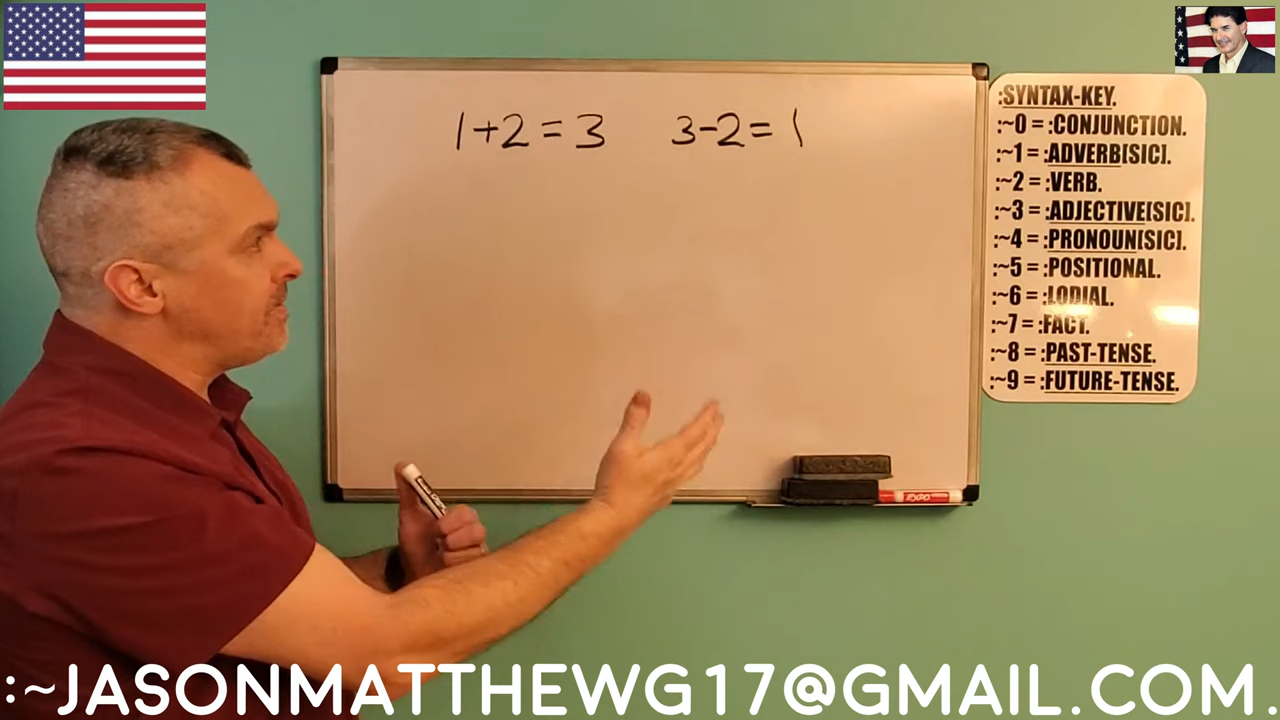 1+2=3 3-2=1
:SYNTAX-KEY.
:~0 = :CONJUNCTION.
:~1 = :ADVERB[SIC].
:~2 = :VERB.
:~3 = :ADJECTIVE[SIC].
:~4 = :PRONOUN[SIC].
:~5 = :POSITIONAL.
:~6 = :LODIAL.
:~7 = :FACT.
:~8 = :PAST-TENSE.
:~9 = :FUTURE-TENSE.
EXPO
:~JASONMATTHEWG17@GMAIL.COM.